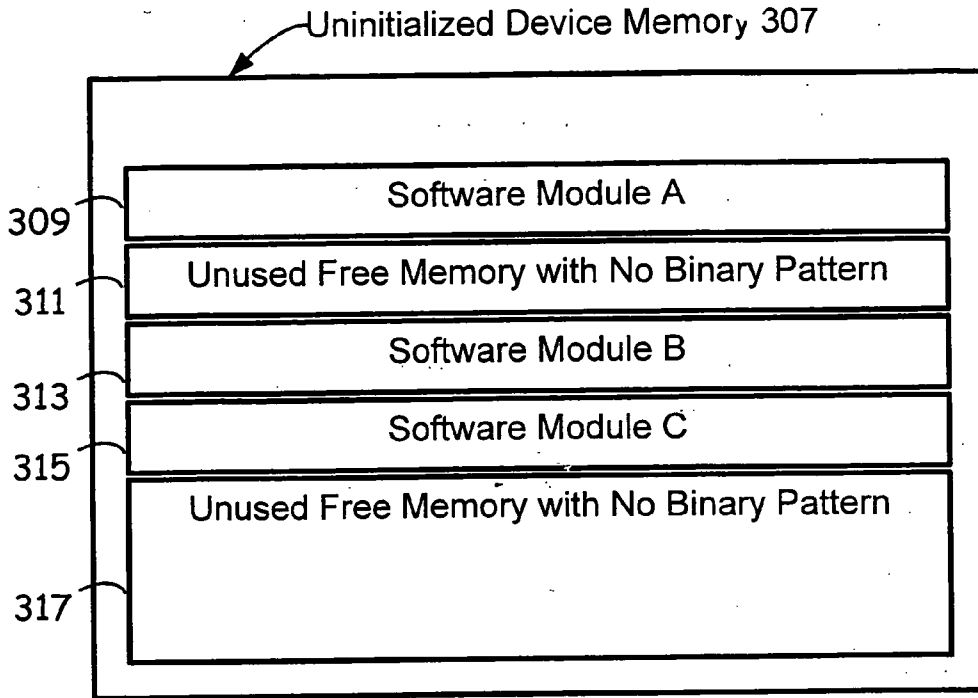 Uninitialized Device Memory 307
Software Module A
309
Unused Free Memory with No Binary Pattern
311
Software Module B
313
Software Module C
315
Unused Free Memory with No Binary Pattern
317